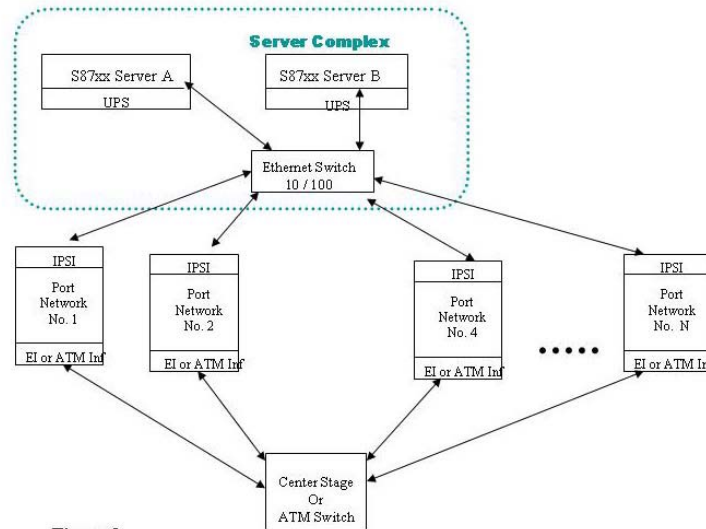 Server Complex
S87xx Server A
UPS
S87xx Server B
UPS
Ethernet Switch
10 / 100
IPSI
Port
Network
No. 1
EI or ATM Inf
IPSI
Port
Network
No. 2
EI or ATM Inf
IPSI
Port
Network
No. 4
EI or ATM Inf
IPSI
Port
Network
No. N
EI or ATM Inf
Center Stage
Or
ATM Switch